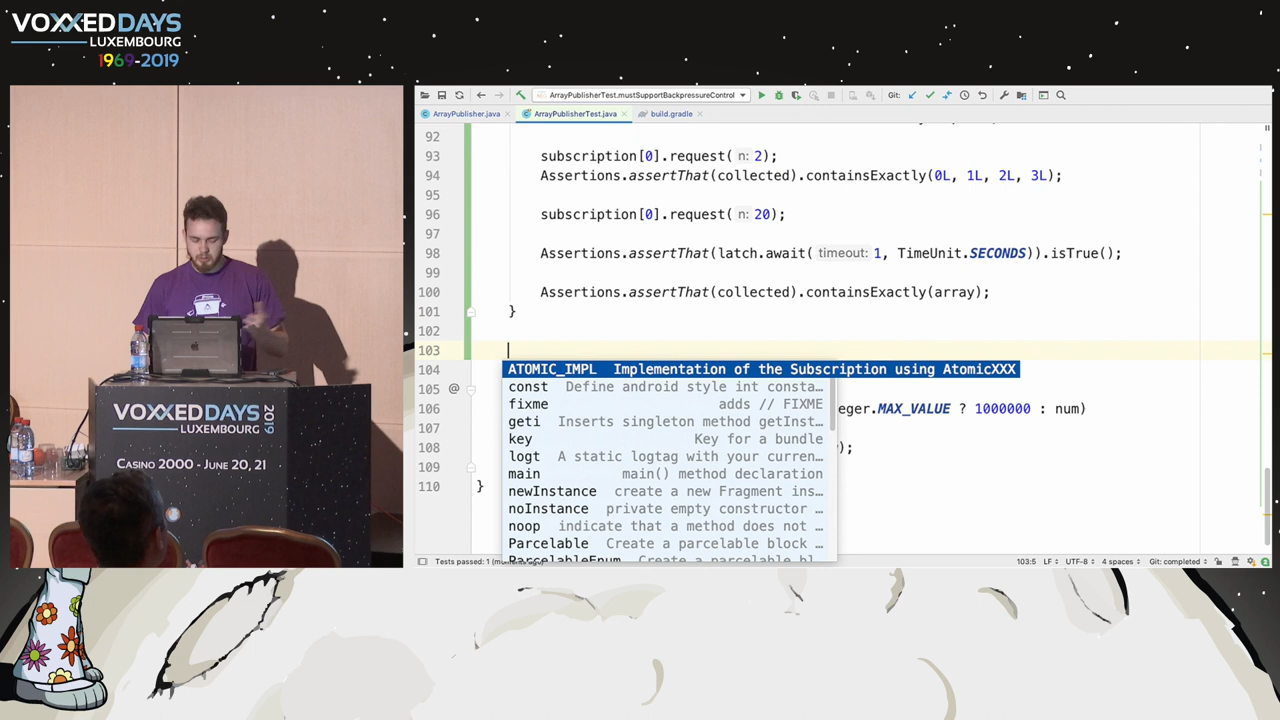 VOXXEDDAYS
LUXEMBOURG
1969-2019
VOXXEDDAYS
LUXEMBOURG
2019
CASINO 2000 - JUNE 20, 21
ArrayPublisherTest.mustSupportBackpressureControl
Git:
ArrayPublisher.java
ArrayPublisherTest.java
build.gradle
92
93 subscription[0].request( n: 2);
94 Assertions.assertThat(collected).containsExactly(0L, 1L, 2L, 3L);
95
96 subscription[0].request( n: 20);
97
98 Assertions.assertThat(latch.await( timeout: 1, TimeUnit.SECONDS)).isTrue();
99
100 Assertions.assertThat(collected).containsExactly(array);
101 }
102
103
104
105 @
106 eger.MAX_VALUE ? 1000000 : num)
107
108 );
109
110 }
ATOMIC_IMPL Implementation of the Subscription using AtomicXXX
const Define android style int consta…
fixme adds // FIXME
geti Inserts singleton method getInst…
key Key for a bundle
logt A static logtag with your curren…
main main() method declaration
newInstance create a new Fragment ins…
noInstance private empty constructor …
noop indicate that a method does not …
Parcelable Create a parcelable block …
ParcelableEnum Create a parcelable bl…
Tests passed: 1
103:5 LF UTF-8 4 spaces Git: completed